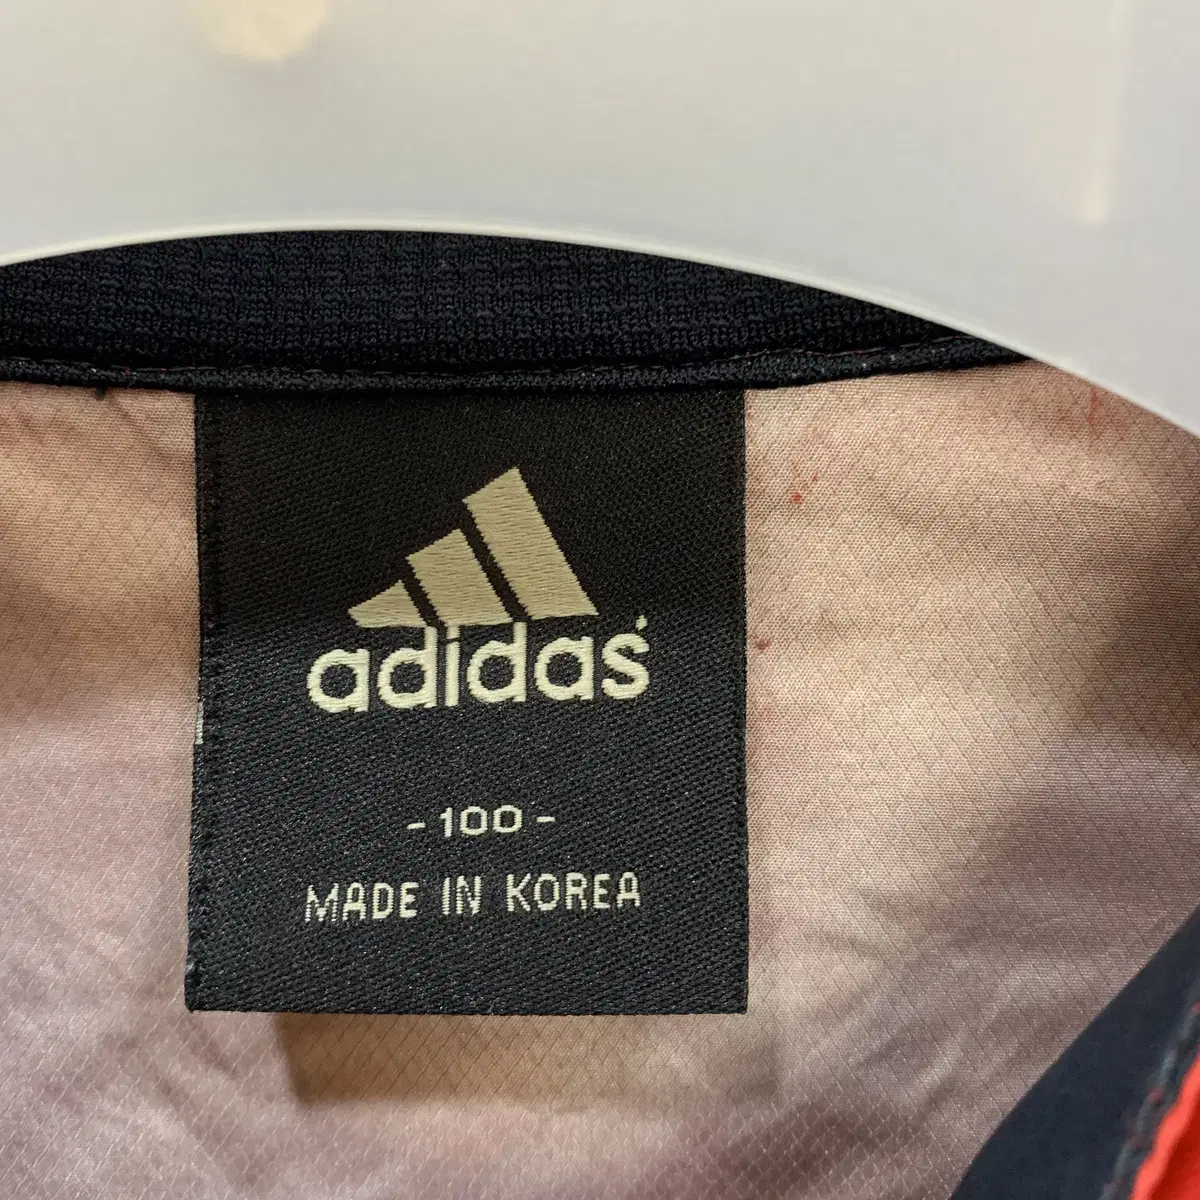 adidas
- 100 -
MADE IN KOREA